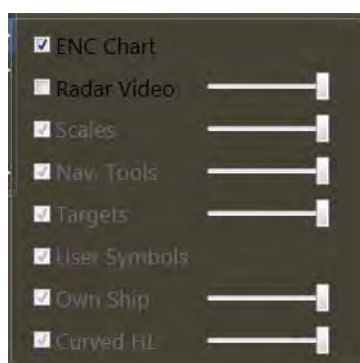 ENC Chart
Radar Video
Scales
Nav. Tools
Targets
User Symbols
Own Ship
Curved HL